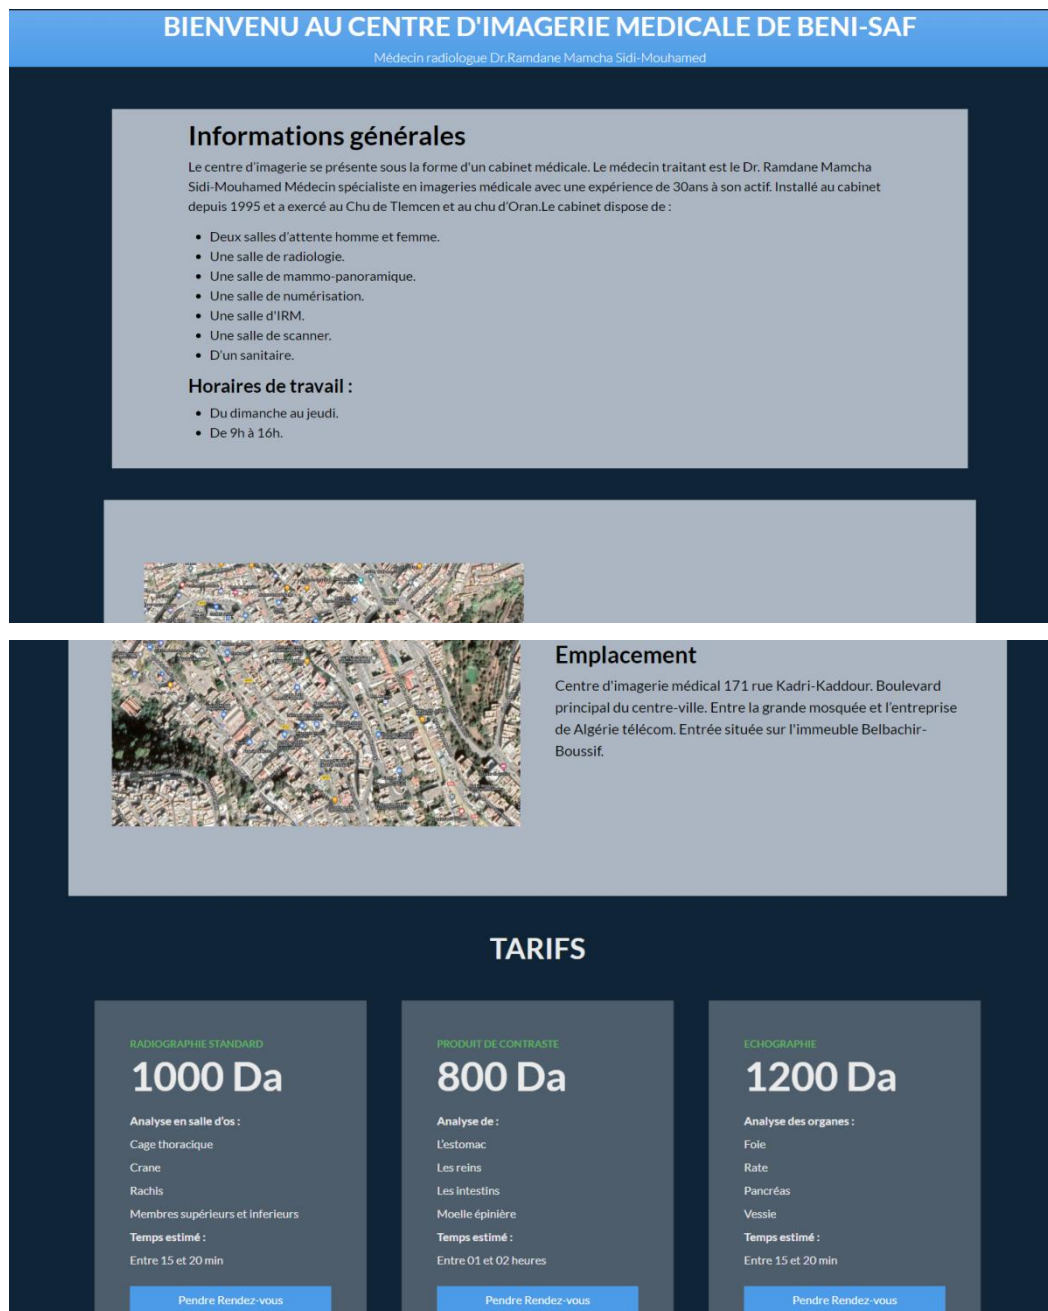 BIENVENU AU CENTRE D'IMAGERIE MEDICALE DE BENI-SAF
Médecin radiologue Dr.Ramdane Mamcha Sidi-Mouhamed
Informations générales
Le centre d'imagerie se présente sous la forme d'un cabinet médicale. Le médecin traitant est le Dr. Ramdane Mamcha
Sidi-Mouhamed Médecin spécialiste en imageries médicale avec une expérience de 30ans à son actif. Installé au cabinet
depuis 1995 et a exercé au Chu de Tlemcen et au chu d'Oran.Le cabinet dispose de :
• Deux salles d'attente homme et femme.
• Une salle de radiologie.
• Une salle de mammo-panoramique.
• Une salle de numérisation.
• Une salle d'IRM.
• Une salle de scanner.
• D'un sanitaire.
Horaires de travail :
• Du dimanche au jeudi.
• De 9h à 16h.
Emplacement
Centre d'imagerie médical 171 rue Kadri-Kaddour. Boulevard
principal du centre-ville. Entre la grande mosquée et l'entreprise
de Algérie télécom. Entrée située sur l'immeuble Belbachir-
Boussif.
TARIFS
RADIOGRAPHIE STANDARD
1000 Da
Analyse en salle d'os :
Cage thoracique
Crane
Rachis
Membres supérieurs et inferieurs
Temps estimé :
Entre 15 et 20 min
Pendre Rendez-vous
PRODUIT DE CONTRASTE
800 Da
Analyse de :
L'estomac
Les reins
Les intestins
Moelle épinière
Temps estimé :
Entre 01 et 02 heures
Pendre Rendez-vous
ECHOGRAPHIE
1200 Da
Analyse des organes :
Foie
Rate
Pancréas
Vessie
Temps estimé :
Entre 15 et 20 min
Pendre Rendez-vous